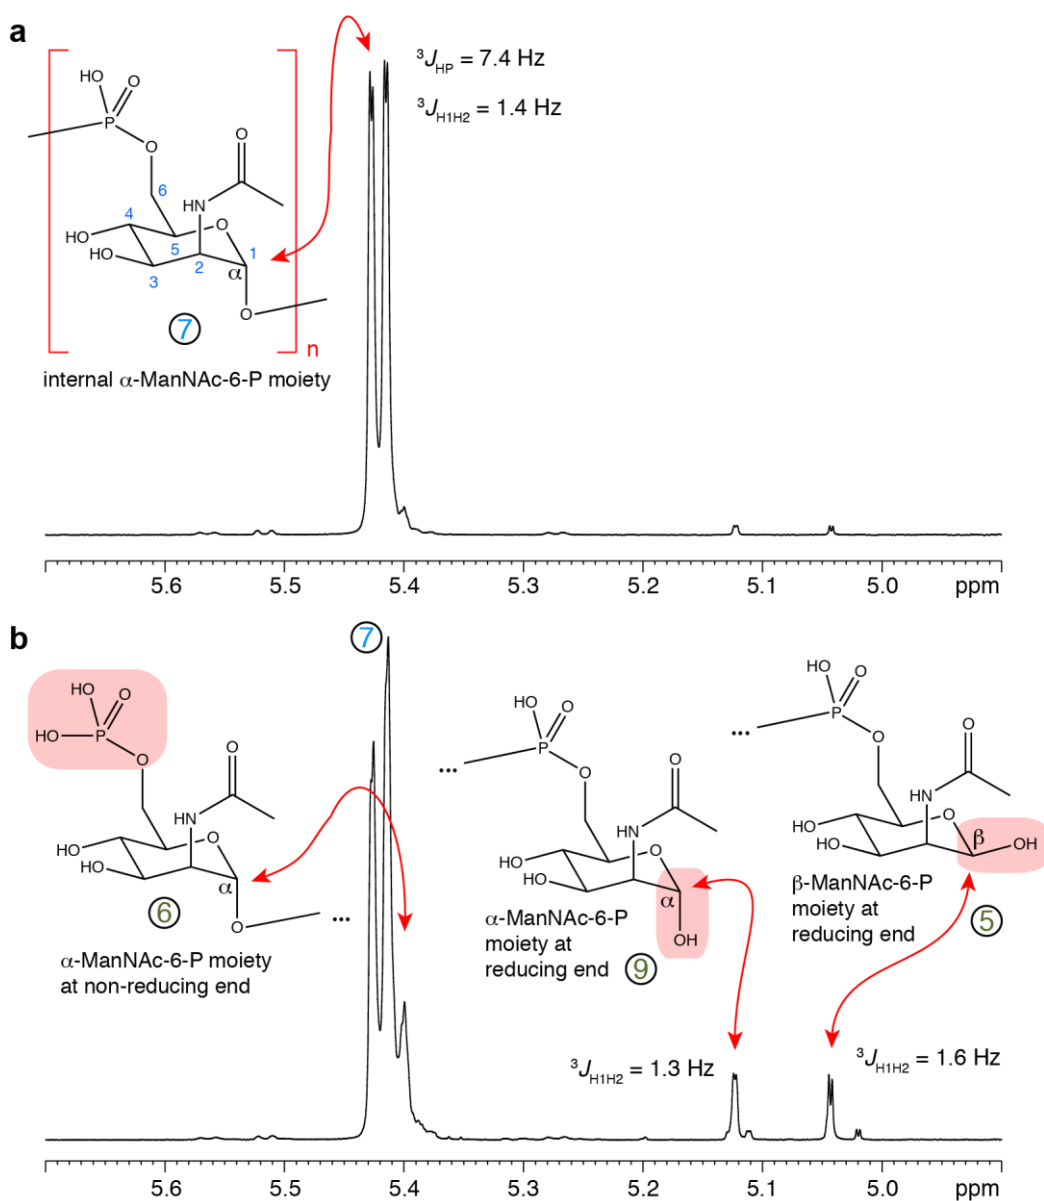 a
³J_HP = 7.4 Hz
³J_H1H2 = 1.4 Hz
HO
O
P
O
O
6
HN
4
O
HO
5
1
HO
2
α
3
O
7
n
internal α-ManNAc-6-P moiety
5.6 5.5 5.4 5.3 5.2 5.1 5.0 ppm
b
7
HO
O
HO
P
O
O
HN
O
HO
HO
α
6
O
...
α-ManNAc-6-P moiety
at non-reducing end
HO
O
...
P
O
O
HN
O
HO
HO
α
OH
α-ManNAc-6-P
moiety at
reducing end
9
HO
O
...
P
O
O
HN
O
β
HO
HO
OH
β-ManNAc-6-P
moiety at
reducing end
5
³J_H1H2 = 1.3 Hz
³J_H1H2 = 1.6 Hz
5.6 5.5 5.4 5.3 5.2 5.1 5.0 ppm